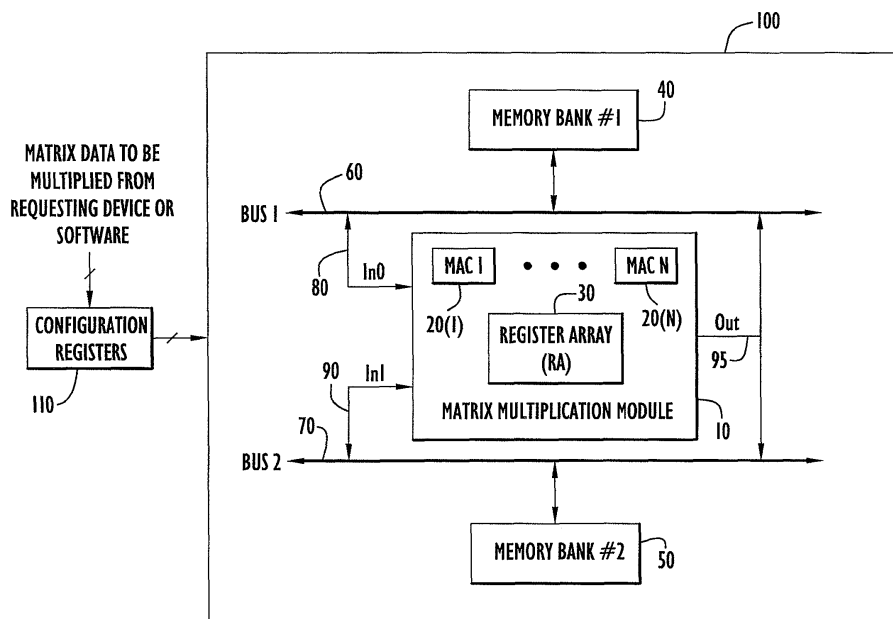 100
MEMORY BANK #1
40
MATRIX DATA TO BE
MULTIPLIED FROM
REQUESTING DEVICE OR
SOFTWARE
60
BUS 1
80
In0
MAC 1
• • •
MAC N
20(1)
30
20(N)
REGISTER ARRAY
(RA)
Out
95
CONFIGURATION
REGISTERS
110
90
In1
MATRIX MULTIPLICATION MODULE
10
70
BUS 2
MEMORY BANK #2
50